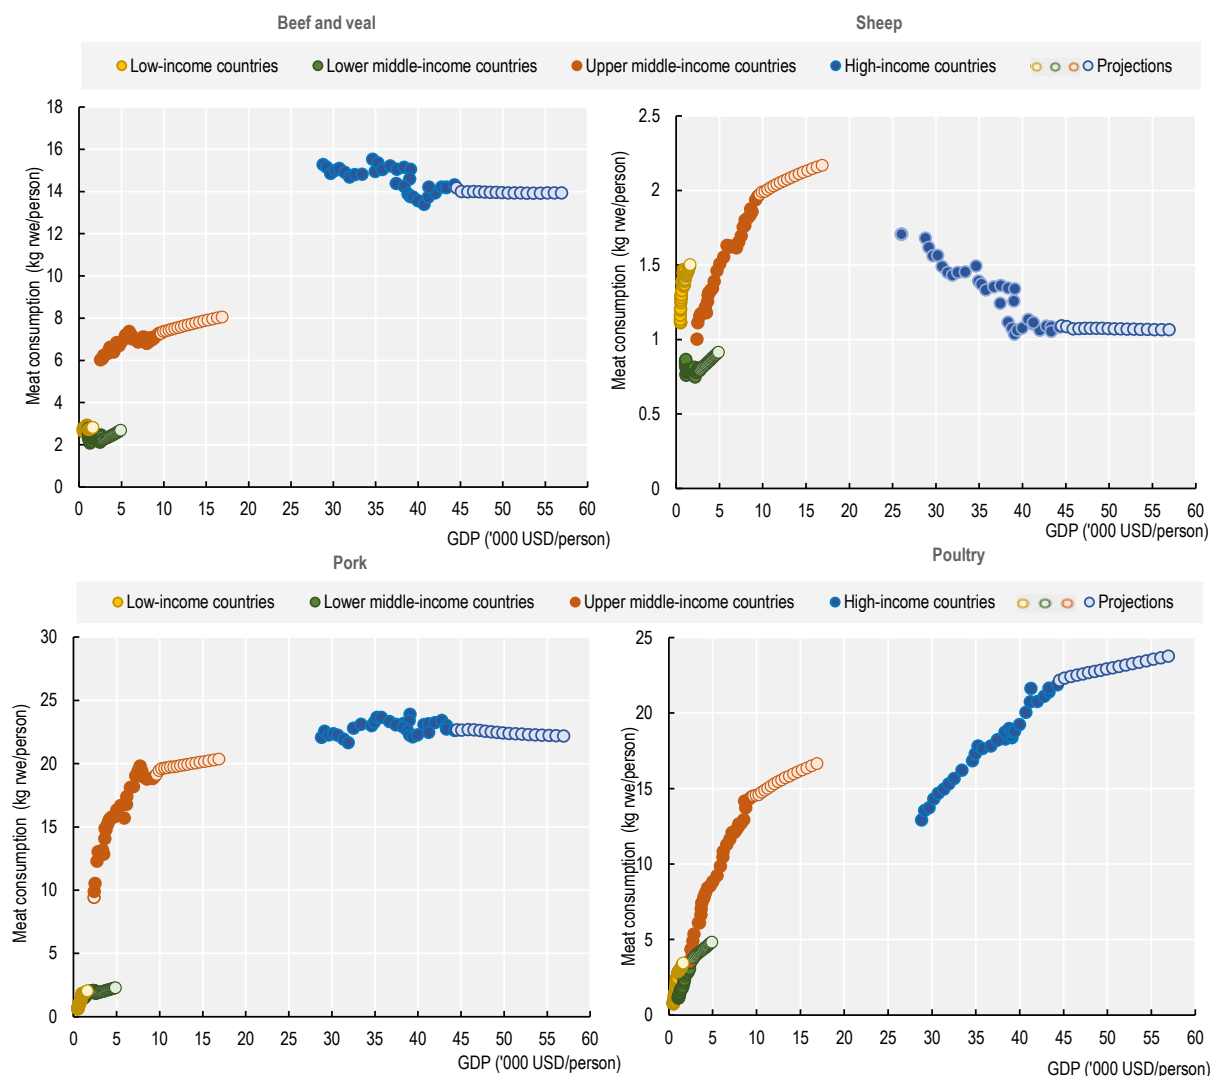 Beef and veal
Sheep
Low-income countries Lower middle-income countries Upper middle-income countries High-income countries Projections
Meat consumption (kg rwe/person)
18
16
14
12
10
8
6
4
2
0
0 5 10 15 20 25 30 35 40 45 50 55 60
GDP ('000 USD/person)
Meat consumption (kg rwe/person)
2.5
2
1.5
1
0.5
0
0 5 10 15 20 25 30 35 40 45 50 55 60
GDP ('000 USD/person)
Pork
Poultry
Low-income countries Lower middle-income countries Upper middle-income countries High-income countries Projections
Meat consumption (kg rwe/person)
30
25
20
15
10
5
0
0 5 10 15 20 25 30 35 40 45 50 55 60
GDP ('000 USD/person)
Meat consumption (kg rwe/person)
25
20
15
10
5
0
0 5 10 15 20 25 30 35 40 45 50 55 60
GDP ('000 USD/person)